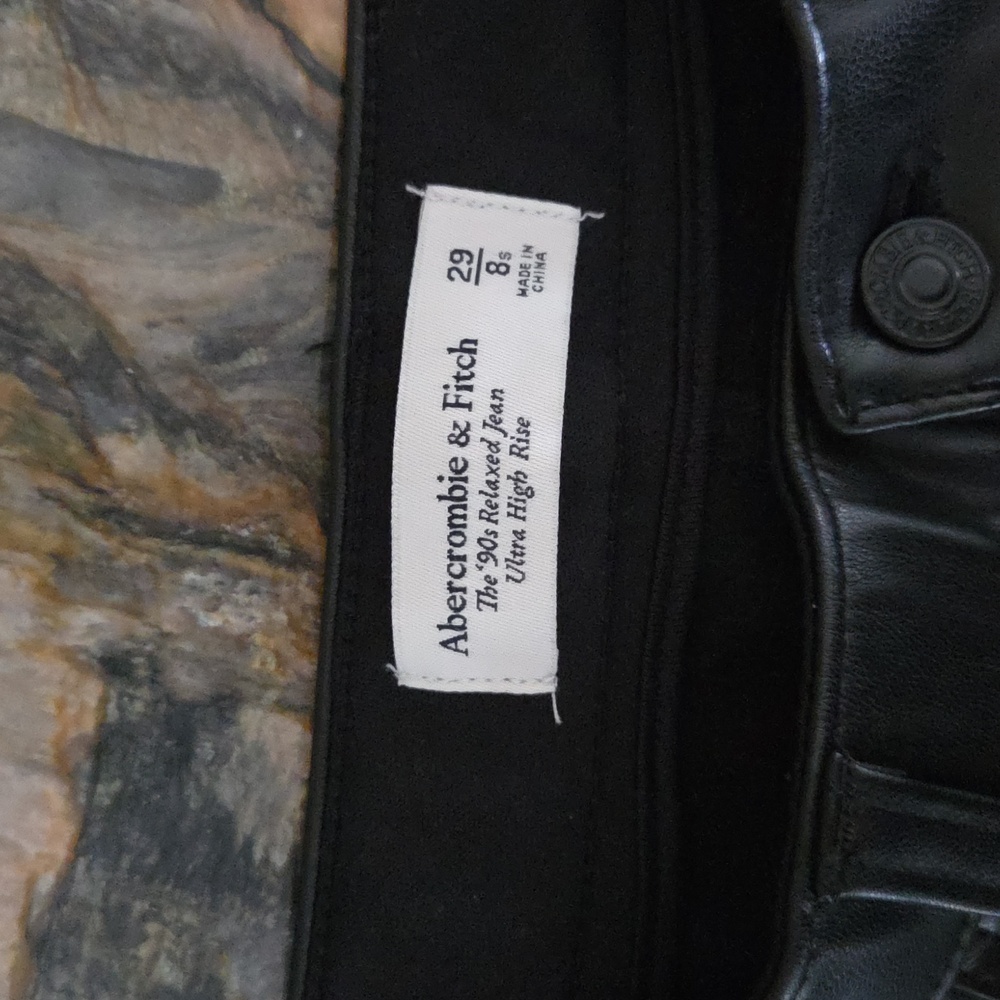 Abercrombie & Fitch
The '90s Relaxed Jean
Ultra High Rise
29
8s
MADE IN
CHINA